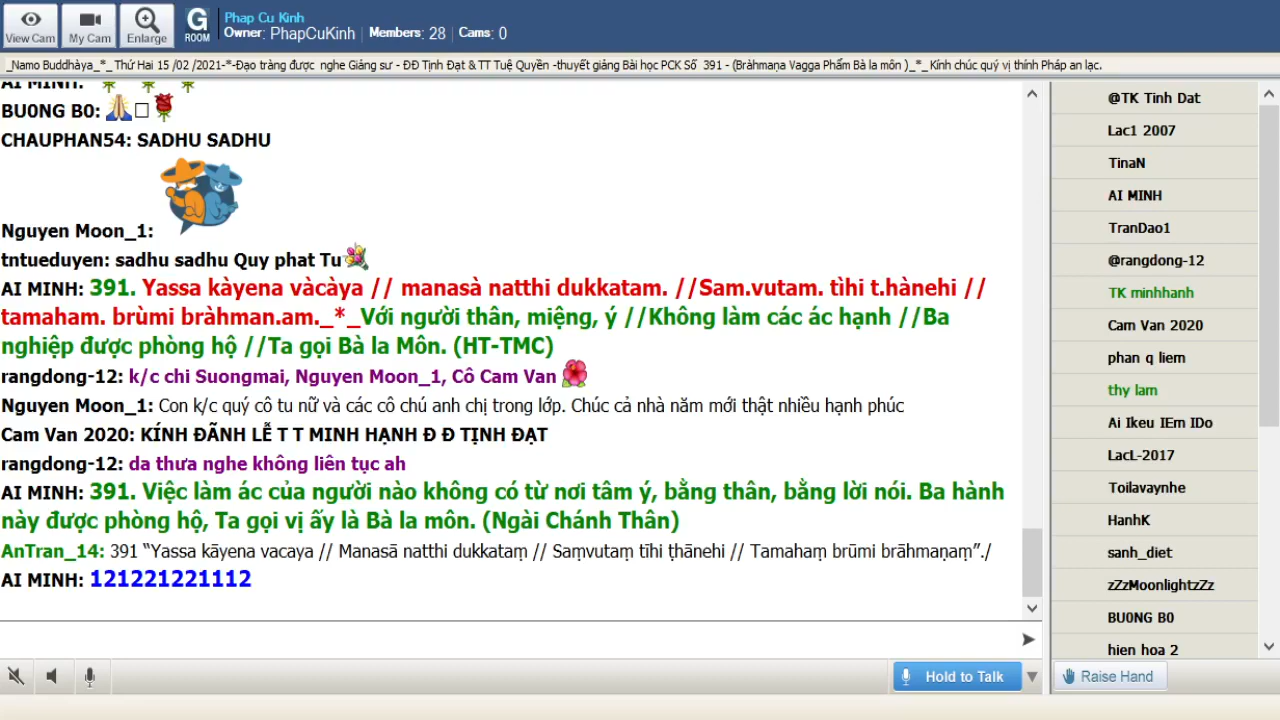 View Cam
My Cam
Enlarge
G
ROOM
Phap Cu Kinh
Owner: PhapCuKinh | Members: 28 | Cams: 0
_Namo Buddhàya_*_ Thứ Hai 15 /02 /2021-*-Đạo tràng được nghe Giảng sư - ĐĐ Tịnh Đạt & TT Tuệ Quyền -thuyết giảng Bài học PCK Số 391 - (Bràhmaṇa Vagga Phẩm Bà la môn )_*_ Kính chúc quý vị thính Pháp an lạc.
AI MINH:
BU0NG B0:
CHAUPHAN54: SADHU SADHU
Nguyen Moon_1:
tntueduyen: sadhu sadhu Quy phat Tu
AI MINH: 391. Yassa kàyena vàcàya // manasà natthi dukkatam. //Sam.vutam. tìhi t.hànehi //
tamaham. brùmi bràhman.am._*_Với người thân, miệng, ý //Không làm các ác hạnh //Ba
nghiệp được phòng hộ //Ta gọi Bà la Môn. (HT-TMC)
rangdong-12: k/c chi Suongmai, Nguyen Moon_1, Cô Cam Van
Nguyen Moon_1: Con k/c quý cô tu nữ và các cô chú anh chị trong lớp. Chúc cả nhà năm mới thật nhiều hạnh phúc
Cam Van 2020: KÍNH ĐÃNH LỄ T T MINH HẠNH Đ Đ TỊNH ĐẠT
rangdong-12: da thưa nghe không liên tục ah
AI MINH: 391. Việc làm ác của người nào không có từ nơi tâm ý, bằng thân, bằng lời nói. Ba hành
này được phòng hộ, Ta gọi vị ấy là Bà la môn. (Ngài Chánh Thân)
AnTran_14: 391 “Yassa kāyena vacaya // Manasā natthi dukkataṃ // Saṃvutaṃ tīhi ṭhānehi // Tamahaṃ brūmi brāhmaṇaṃ”./
AI MINH: 121221221112
Hold to Talk
@TK Tinh Dat
Lac1 2007
TinaN
AI MINH
TranDao1
@rangdong-12
TK minhhanh
Cam Van 2020
phan q liem
thy lam
Ai Ikeu IEm IDo
LacL-2017
Toilavaynhe
HanhK
sanh_diet
zZzMoonlightzZz
BU0NG B0
hien hoa 2
Raise Hand